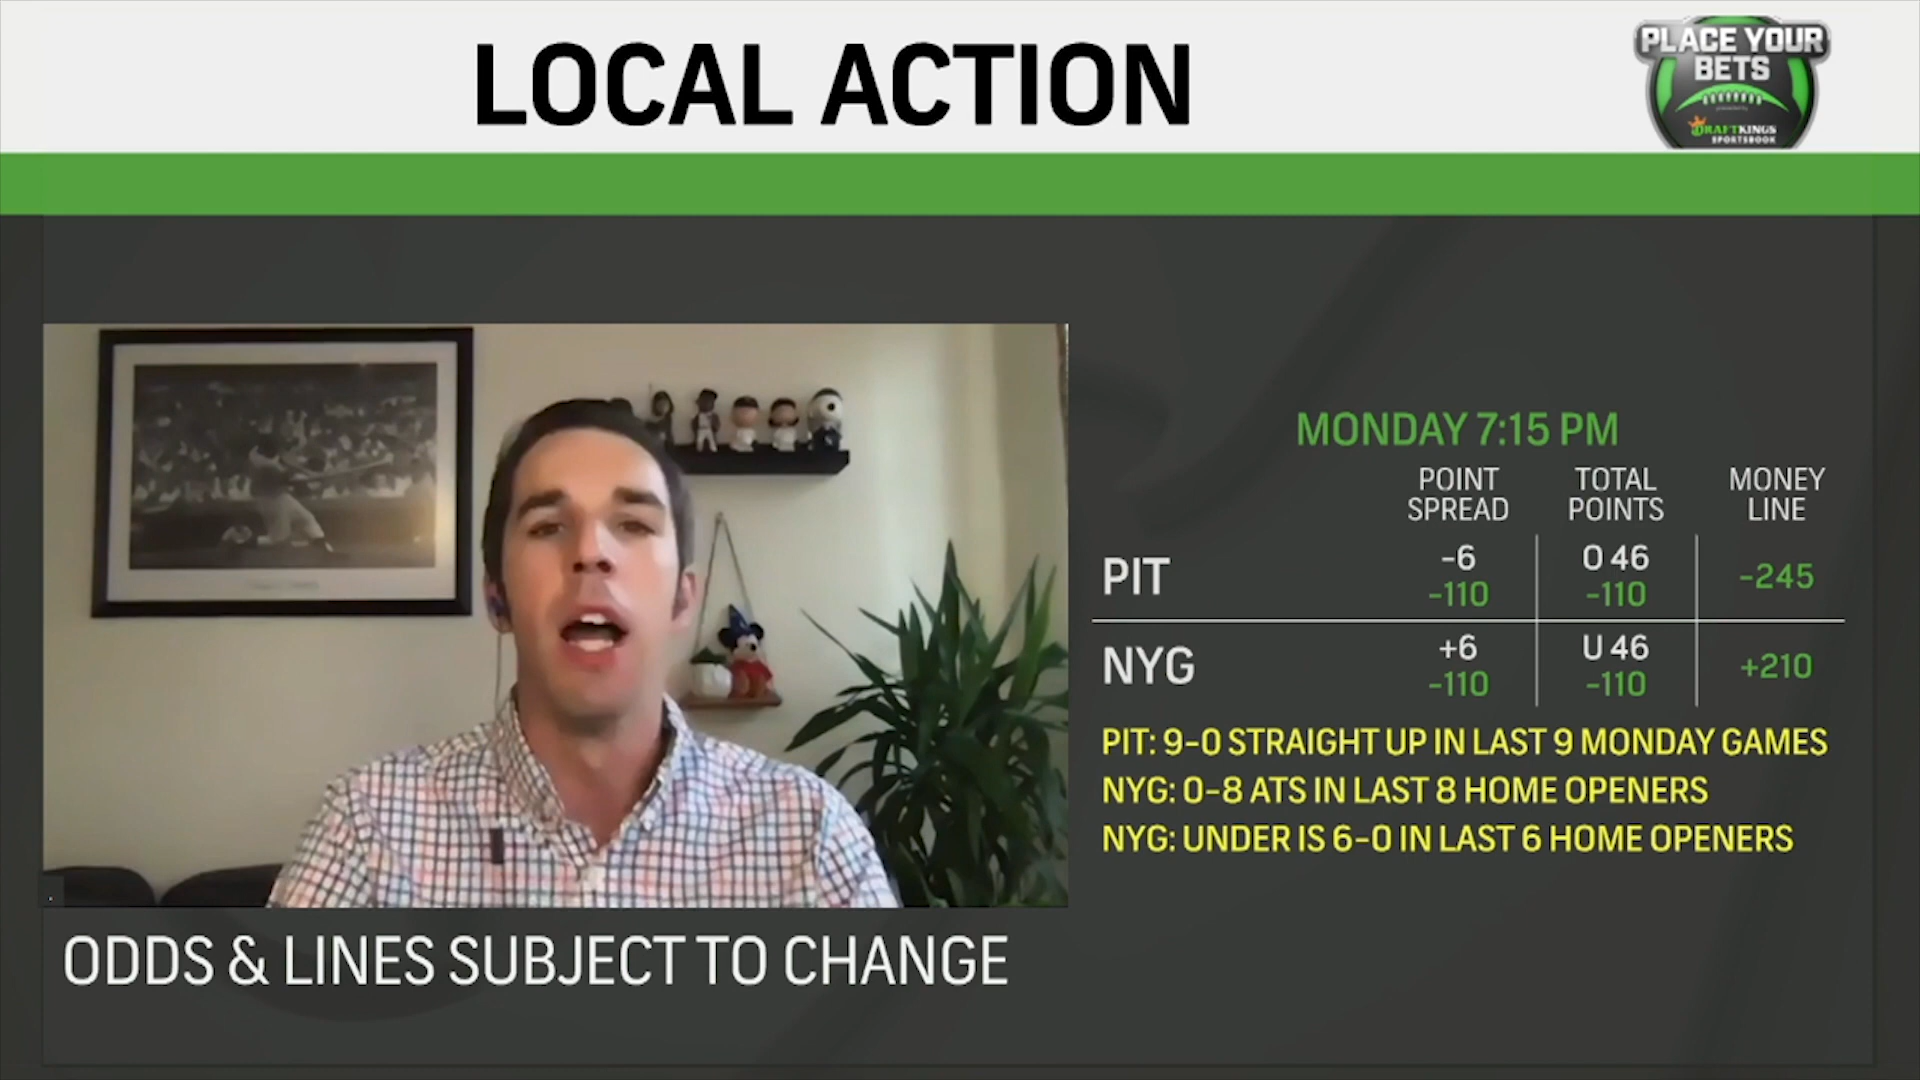 LOCAL ACTION
PLACE YOUR
BETS
DRAFTKINGS
SPORTSBOOK
MONDAY 7:15 PM
POINT SPREAD TOTAL POINTS MONEY LINE
PIT -6 -110 O 46 -110 -245
NYG +6 -110 U 46 -110 +210
PIT: 9-0 STRAIGHT UP IN LAST 9 MONDAY GAMES
NYG: 0-8 ATS IN LAST 8 HOME OPENERS
NYG: UNDER IS 6-0 IN LAST 6 HOME OPENERS
ODDS & LINES SUBJECT TO CHANGE